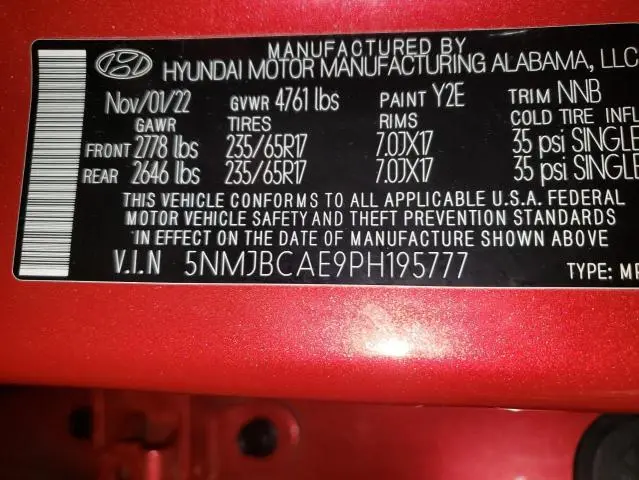 MANUFACTURED BY
HYUNDAI MOTOR MANUFACTURING ALABAMA, LLC
Nov/01/22 GVWR 4761 lbs PAINT Y2E TRIM NNB
GAWR TIRES RIMS COLD TIRE INFL
FRONT 2778 lbs 235/65R17 7.0JX17 35 psi SINGLE
REAR 2646 lbs 235/65R17 7.0JX17 35 psi SINGLE
THIS VEHICLE CONFORMS TO ALL APPLICABLE U.S.A. FEDERAL
MOTOR VEHICLE SAFETY AND THEFT PREVENTION STANDARDS
IN EFFECT ON THE DATE OF MANUFACTURE SHOWN ABOVE
V.I.N 5NMJBCAE9PH195777
TYPE: MP